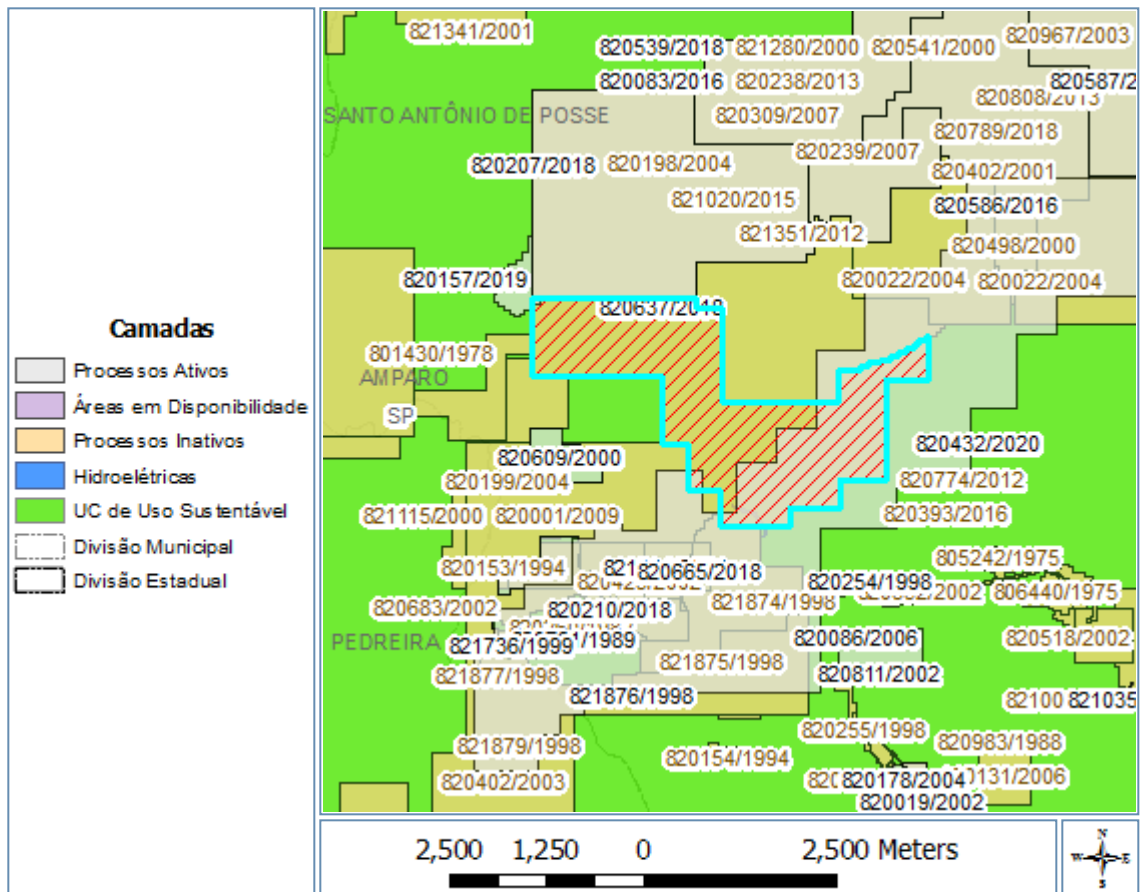 Camadas
Processos Ativos
Áreas em Disponibilidade
Processos Inativos
Hidroelétricas
UC de Uso Sustentável
Divisão Municipal
Divisão Estadual
821341/2001
820539/2018 821280/2000 820541/2000 820967/2003
820083/2016 820238/2013 820587/2
820808/2013
SANTO ANTÔNIO DE POSSE 820309/2007
820789/2018
820239/2007
820207/2018 820198/2004 820402/2001
821020/2015 820586/2016
821351/2012 820498/2000
820157/2019 820022/2004 820022/2004
820637/2018
801430/1978
AMPARO
SP
820432/2020
820609/2000
820199/2004 820774/2012
821115/2000 820001/2009 820393/2016
805242/1975
820153/1994 820665/2018 820254/1998
806440/1975
820683/2002 820210/2018 821874/1998
PEDREIRA 820086/2006 820518/2002
821736/1999
821877/1998 821875/1998
820811/2002
821876/1998 82100 821035
820255/1998
821879/1998 820983/1988
820154/1994
820402/2003 820178/2004 0131/2006
820019/2002
2,500 1,250 0 2,500 Meters
N
W E
S